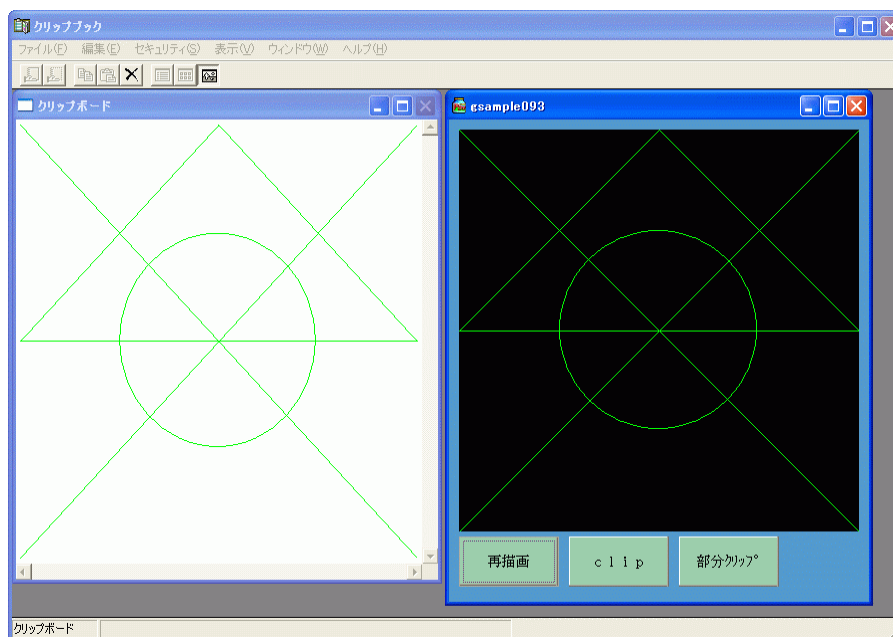 クリップブック
ファイル(F) 編集(E) セキュリティ(S) 表示(V) ウィンドウ(W) ヘルプ(H)
クリップボード
gsample093
再描画
ｃｌｉｐ
部分ｸﾘｯﾌﾟ
クリップボード